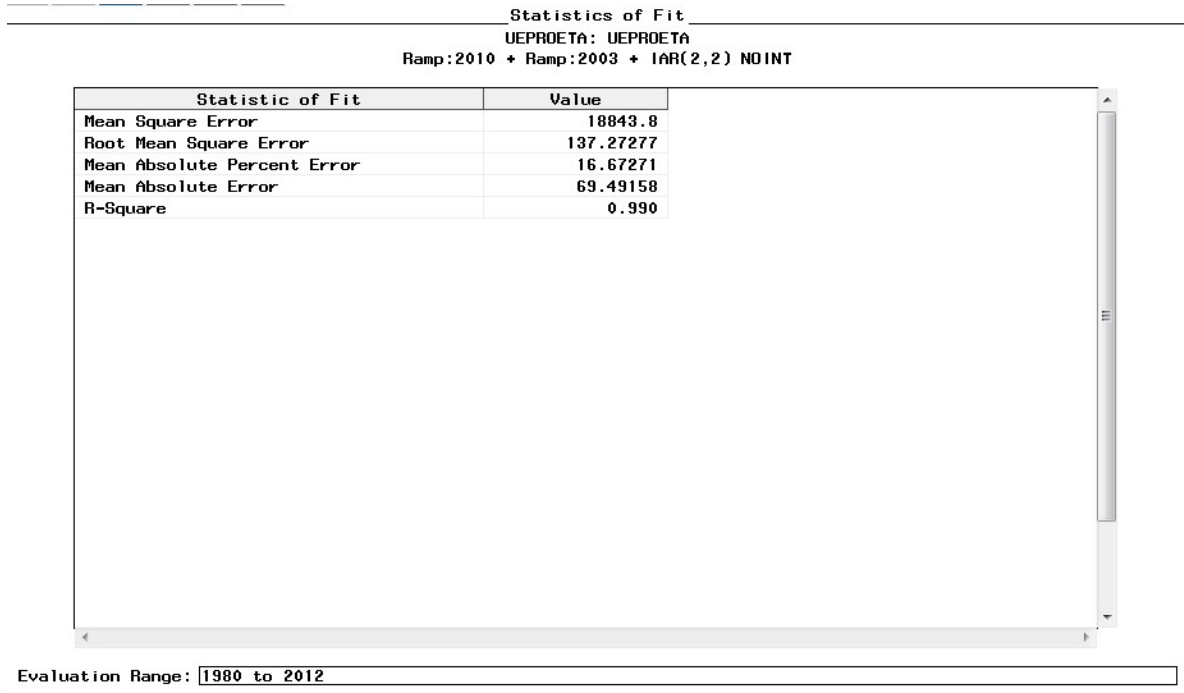 Statistics of Fit
UEPROETA: UEPROETA
Ramp:2010 + Ramp:2003 + IAR(2,2) NOINT
Statistic of Fit Value
Mean Square Error 18843.8
Root Mean Square Error 137.27277
Mean Absolute Percent Error 16.67271
Mean Absolute Error 69.49158
R-Square 0.990
Evaluation Range: 1980 to 2012